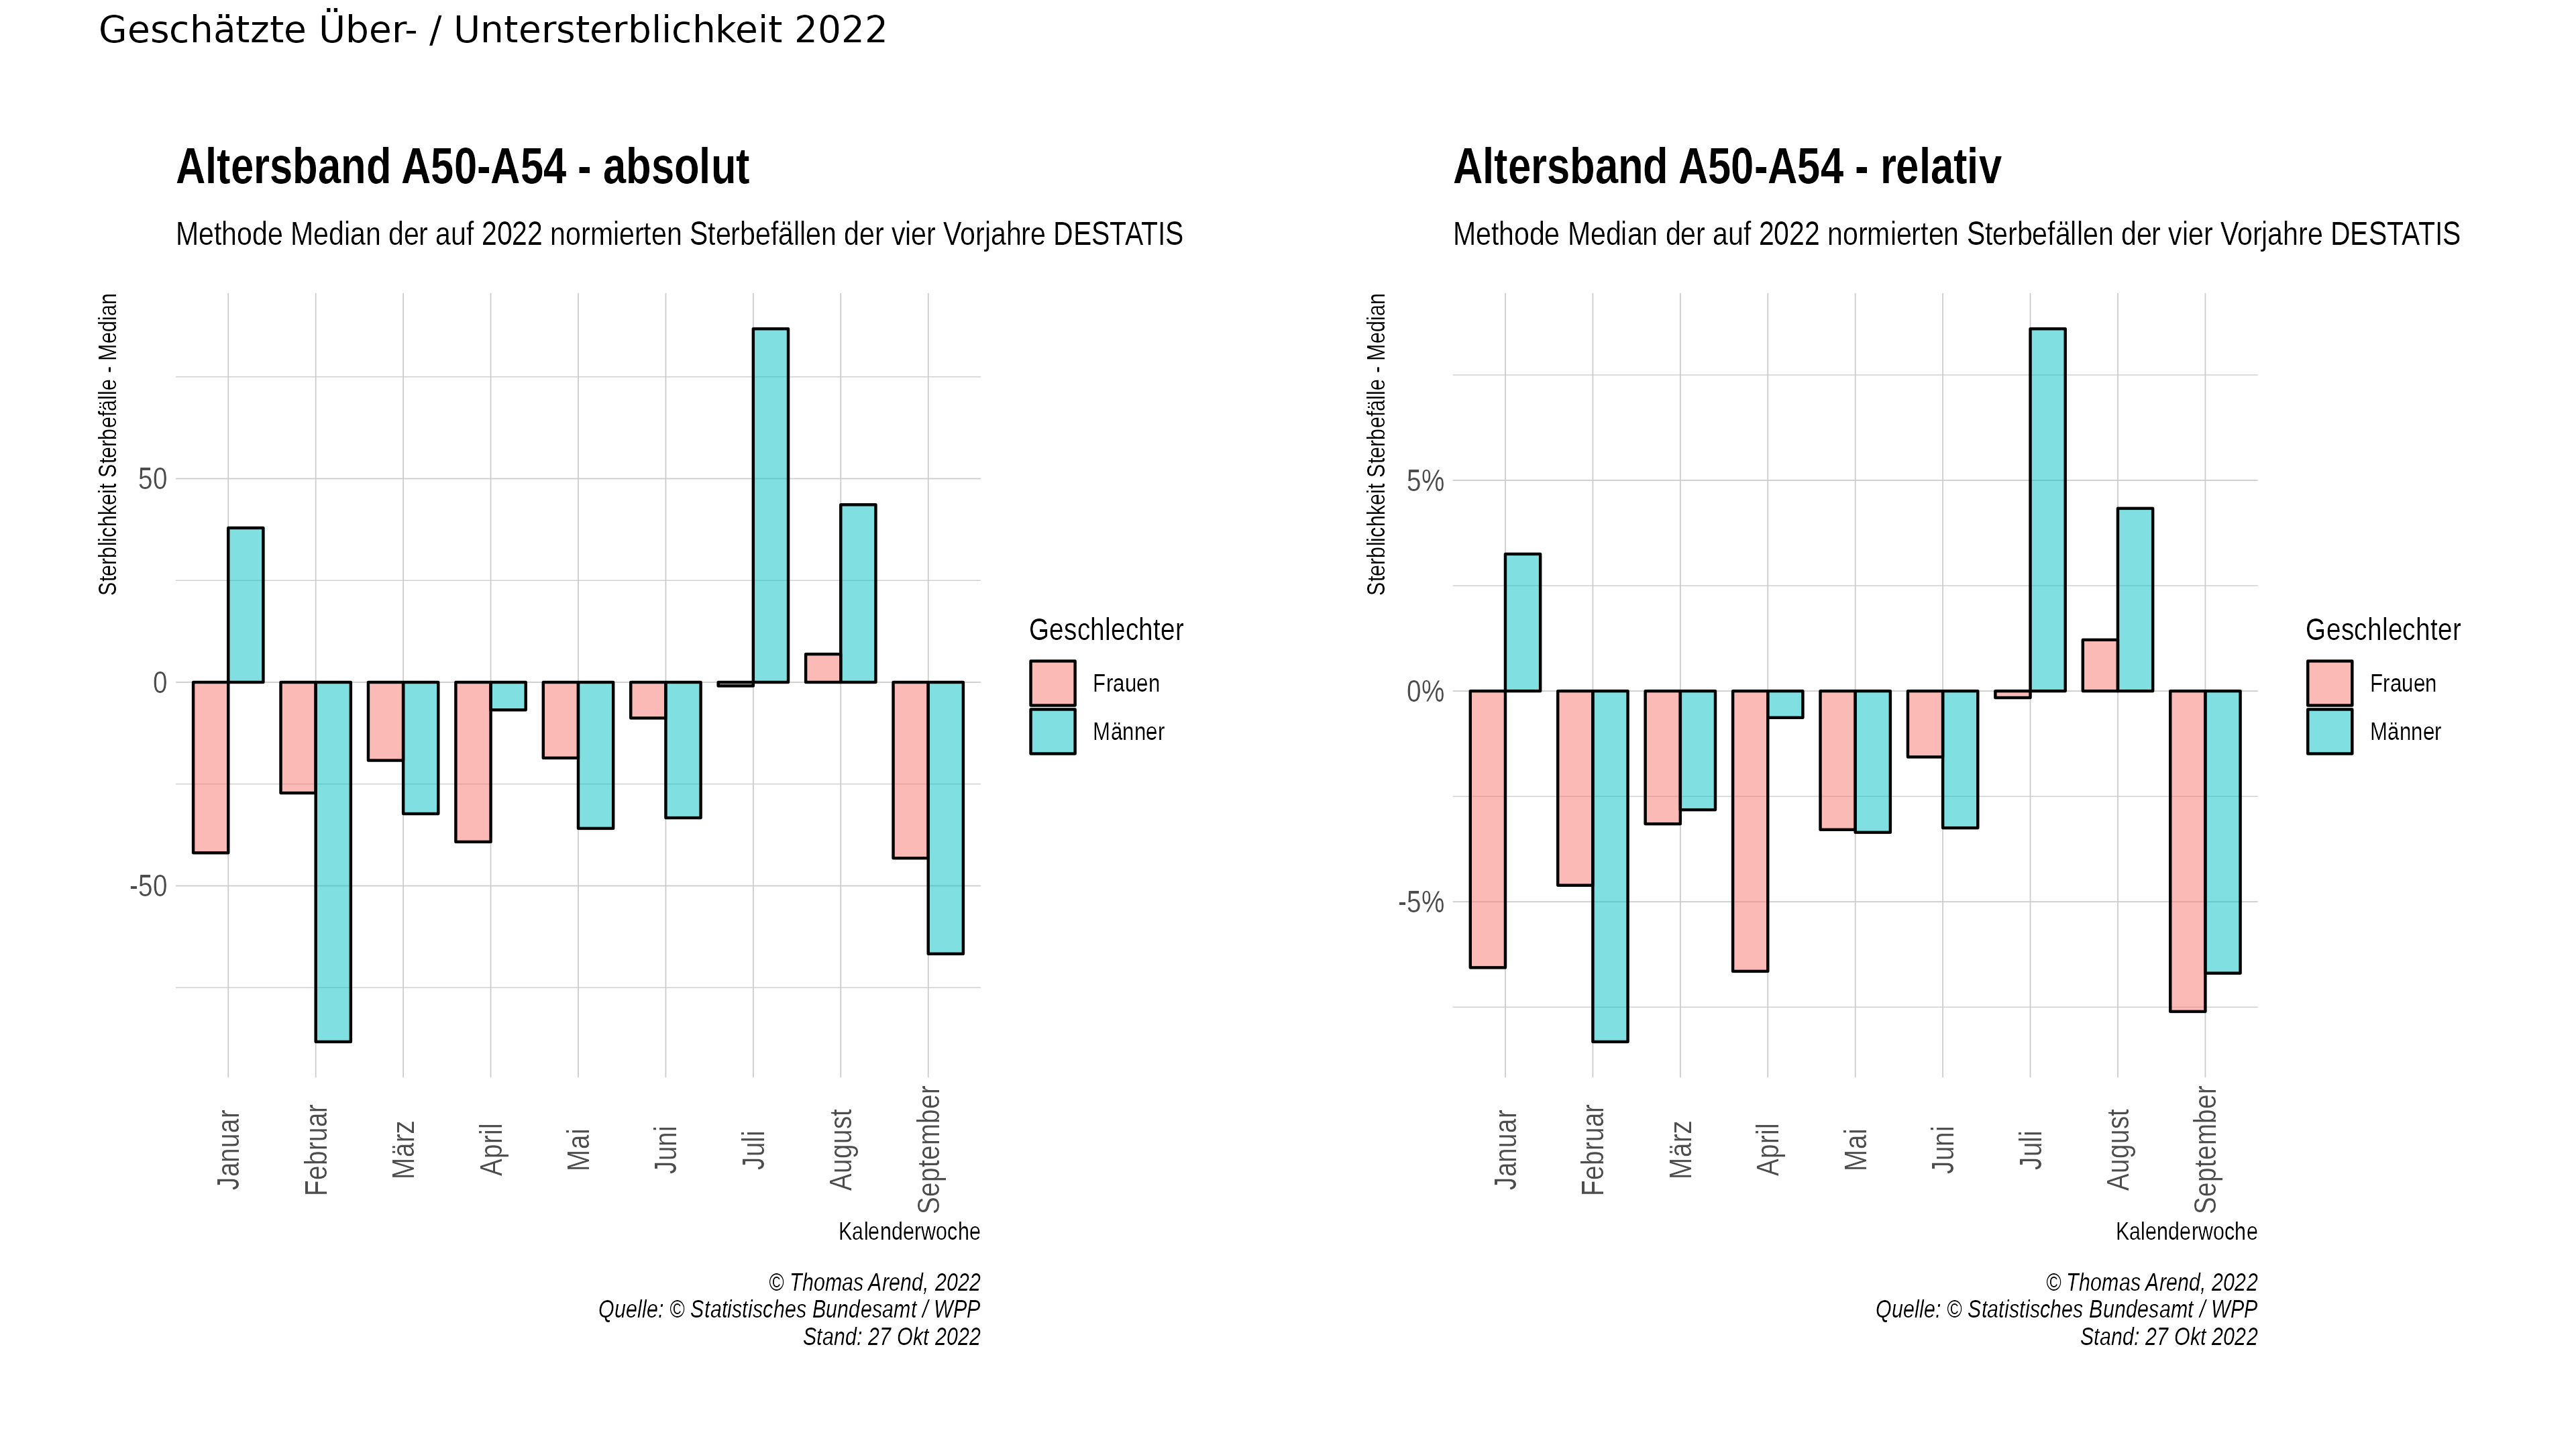 Geschätzte Über- / Untersterblichkeit 2022
Altersband A50-A54 - absolut
Methode Median der auf 2022 normierten Sterbefällen der vier Vorjahre DESTATIS
Sterblichkeit Sterbefälle - Median
50
0
-50
Januar
Februar
März
April
Mai
Juni
Juli
August
September
Kalenderwoche
Geschlechter
Frauen
Männer
© Thomas Arend, 2022
Quelle: © Statistisches Bundesamt / WPP
Stand: 27 Okt 2022
Altersband A50-A54 - relativ
Methode Median der auf 2022 normierten Sterbefällen der vier Vorjahre DESTATIS
Sterblichkeit Sterbefälle - Median
5%
0%
-5%
Januar
Februar
März
April
Mai
Juni
Juli
August
September
Kalenderwoche
Geschlechter
Frauen
Männer
© Thomas Arend, 2022
Quelle: © Statistisches Bundesamt / WPP
Stand: 27 Okt 2022